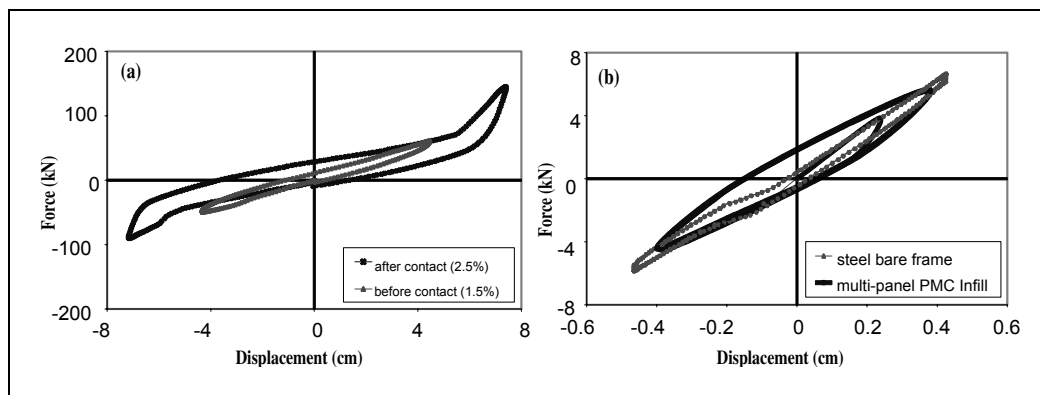 (a)
200
100
0
-100
-200
-8
-4
0
4
8
Force (kN)
Displacement (cm)
after contact (2.5%)
before contact (1.5%)
(b)
8
4
0
-4
-8
-0.6
-0.4
-0.2
0
0.2
0.4
0.6
Force (kN)
Displacement (cm)
steel bare frame
multi-panel PMC Infill